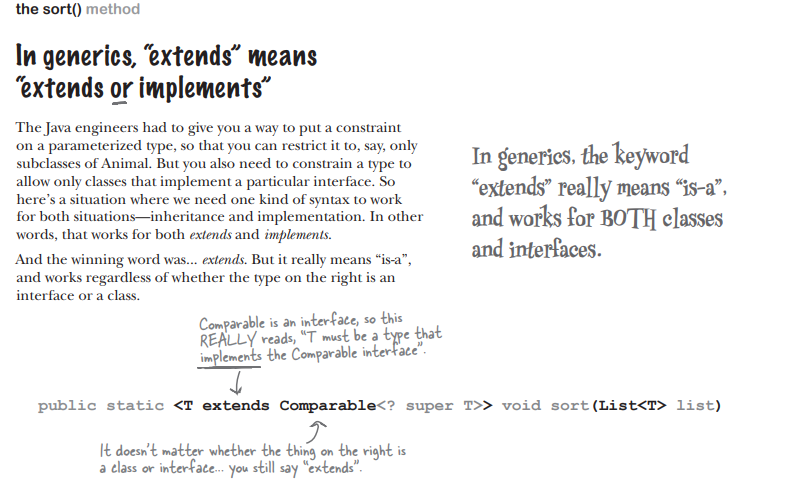 the sort() method
In generics, “extends” means
“extends or implements”
The Java engineers had to give you a way to put a constraint
on a parameterized type, so that you can restrict it to, say, only
subclasses of Animal. But you also need to constrain a type to
allow only classes that implement a particular interface. So
here’s a situation where we need one kind of syntax to work
for both situations—inheritance and implementation. In other
words, that works for both extends and implements.
And the winning word was... extends. But it really means “is-a”,
and works regardless of whether the type on the right is an
interface or a class.
In generics, the keyword
“extends” really means “is-a”,
and works for BOTH classes
and interfaces.
Comparable is an interface, so this
REALLY reads, “T must be a type that
implements the Comparable interface”.
public static <T extends Comparable<? super T>> void sort(List<T> list)
It doesn’t matter whether the thing on the right is
a class or interface... you still say “extends”.